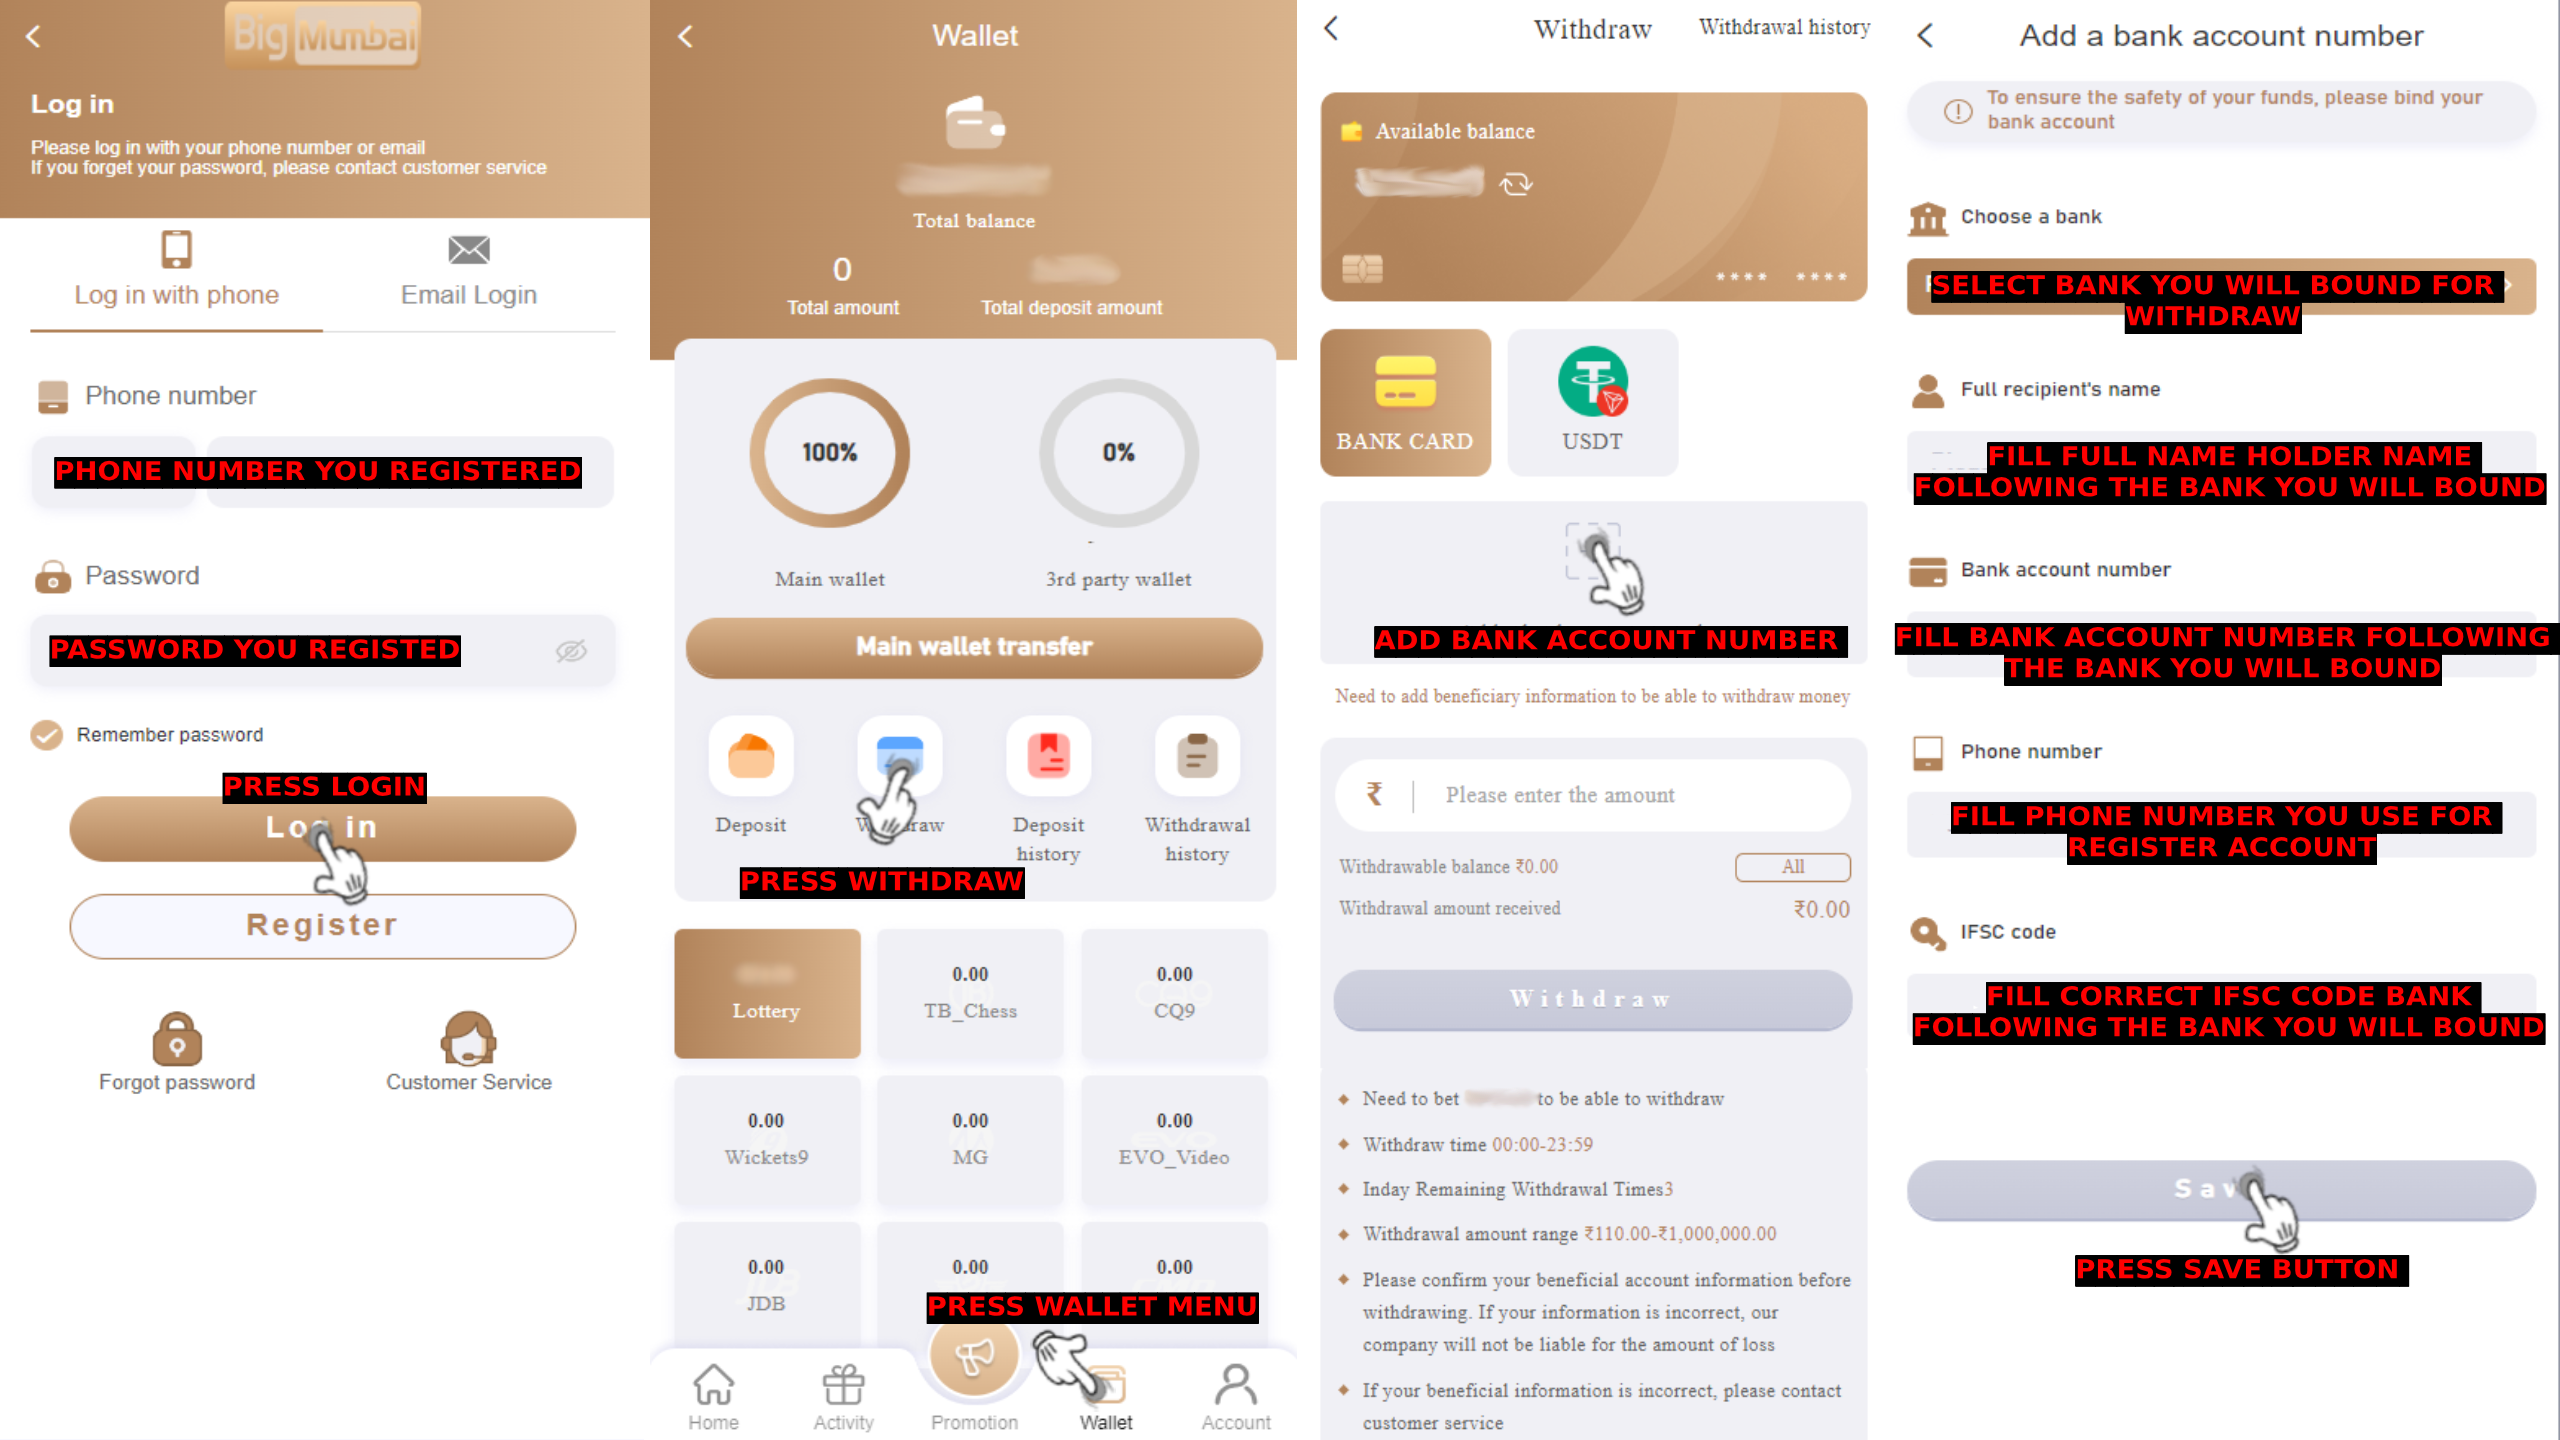 Big Mumbai
Log in
Please log in with your phone number or email
If you forget your password, please contact customer service
Log in with phone
Email Login
Phone number
PHONE NUMBER YOU REGISTERED
Password
PASSWORD YOU REGISTED
Remember password
PRESS LOGIN
Log in
Register
Forgot password
Customer Service
Wallet
Total balance
0
Total amount
Total deposit amount
100%
0%
Main wallet
3rd party wallet
Main wallet transfer
Deposit
Withdraw
Deposit
history
Withdrawal
history
PRESS WITHDRAW
Lottery
0.00
TB_Chess
0.00
CQ9
0.00
Wickets9
0.00
MG
0.00
EVO_Video
0.00
JDB
0.00
0.00
PRESS WALLET MENU
Home
Activity
Promotion
Wallet
Account
Withdraw
Withdrawal history
Available balance
**** ****
BANK CARD
USDT
ADD BANK ACCOUNT NUMBER
Need to add beneficiary information to be able to withdraw money
₹ Please enter the amount
Withdrawable balance ₹0.00
All
Withdrawal amount received
₹0.00
Withdraw
Need to bet to be able to withdraw
Withdraw time 00:00-23:59
Inday Remaining Withdrawal Times3
Withdrawal amount range ₹110.00-₹1,000,000.00
Please confirm your beneficial account information before
withdrawing. If your information is incorrect, our
company will not be liable for the amount of loss
If your beneficial information is incorrect, please contact
customer service
Add a bank account number
To ensure the safety of your funds, please bind your
bank account
Choose a bank
SELECT BANK YOU WILL BOUND FOR
WITHDRAW
Full recipient's name
FILL FULL NAME HOLDER NAME
FOLLOWING THE BANK YOU WILL BOUND
Bank account number
FILL BANK ACCOUNT NUMBER FOLLOWING
THE BANK YOU WILL BOUND
Phone number
FILL PHONE NUMBER YOU USE FOR
REGISTER ACCOUNT
IFSC code
FILL CORRECT IFSC CODE BANK
FOLLOWING THE BANK YOU WILL BOUND
Save
PRESS SAVE BUTTON